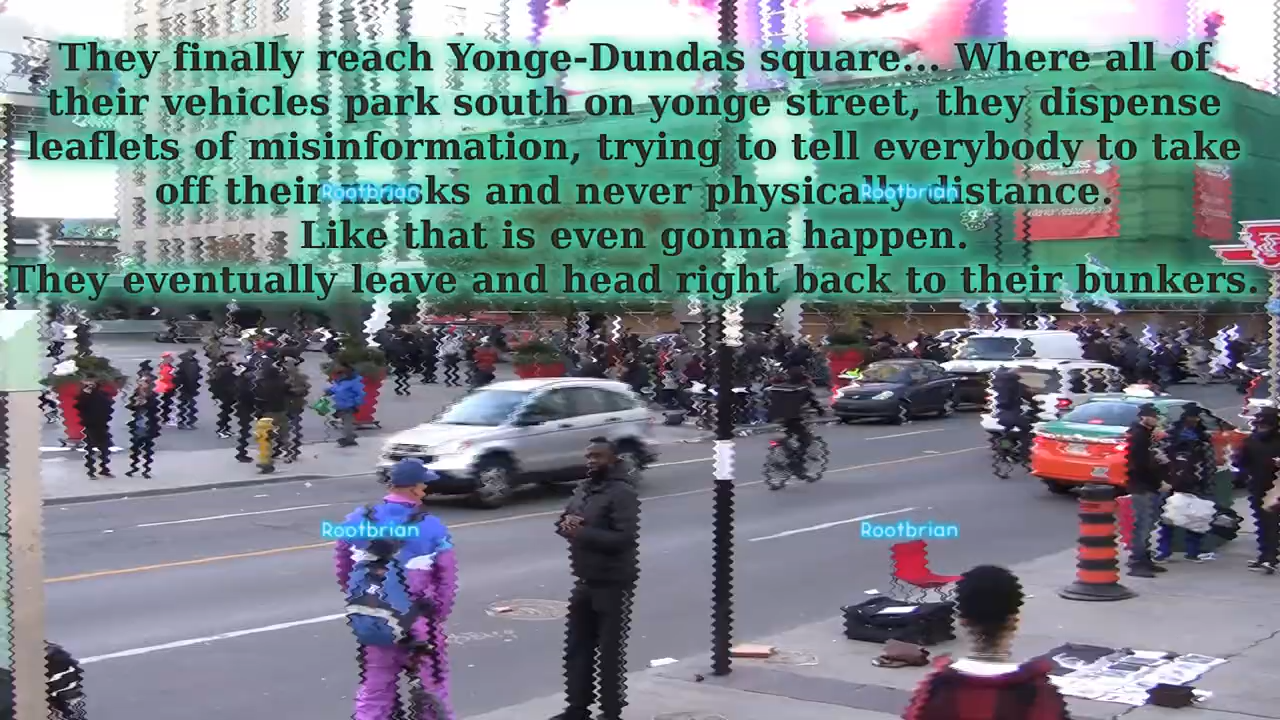 They finally reach Yonge-Dundas square... Where all of
their vehicles park south on yonge street, they dispense
leaflets of misinformation, trying to tell everybody to take
off their masks and never physically distance.
Rootbrian Rootbrian
Like that is even gonna happen.
They eventually leave and head right back to their bunkers.
Rootbrian Rootbrian